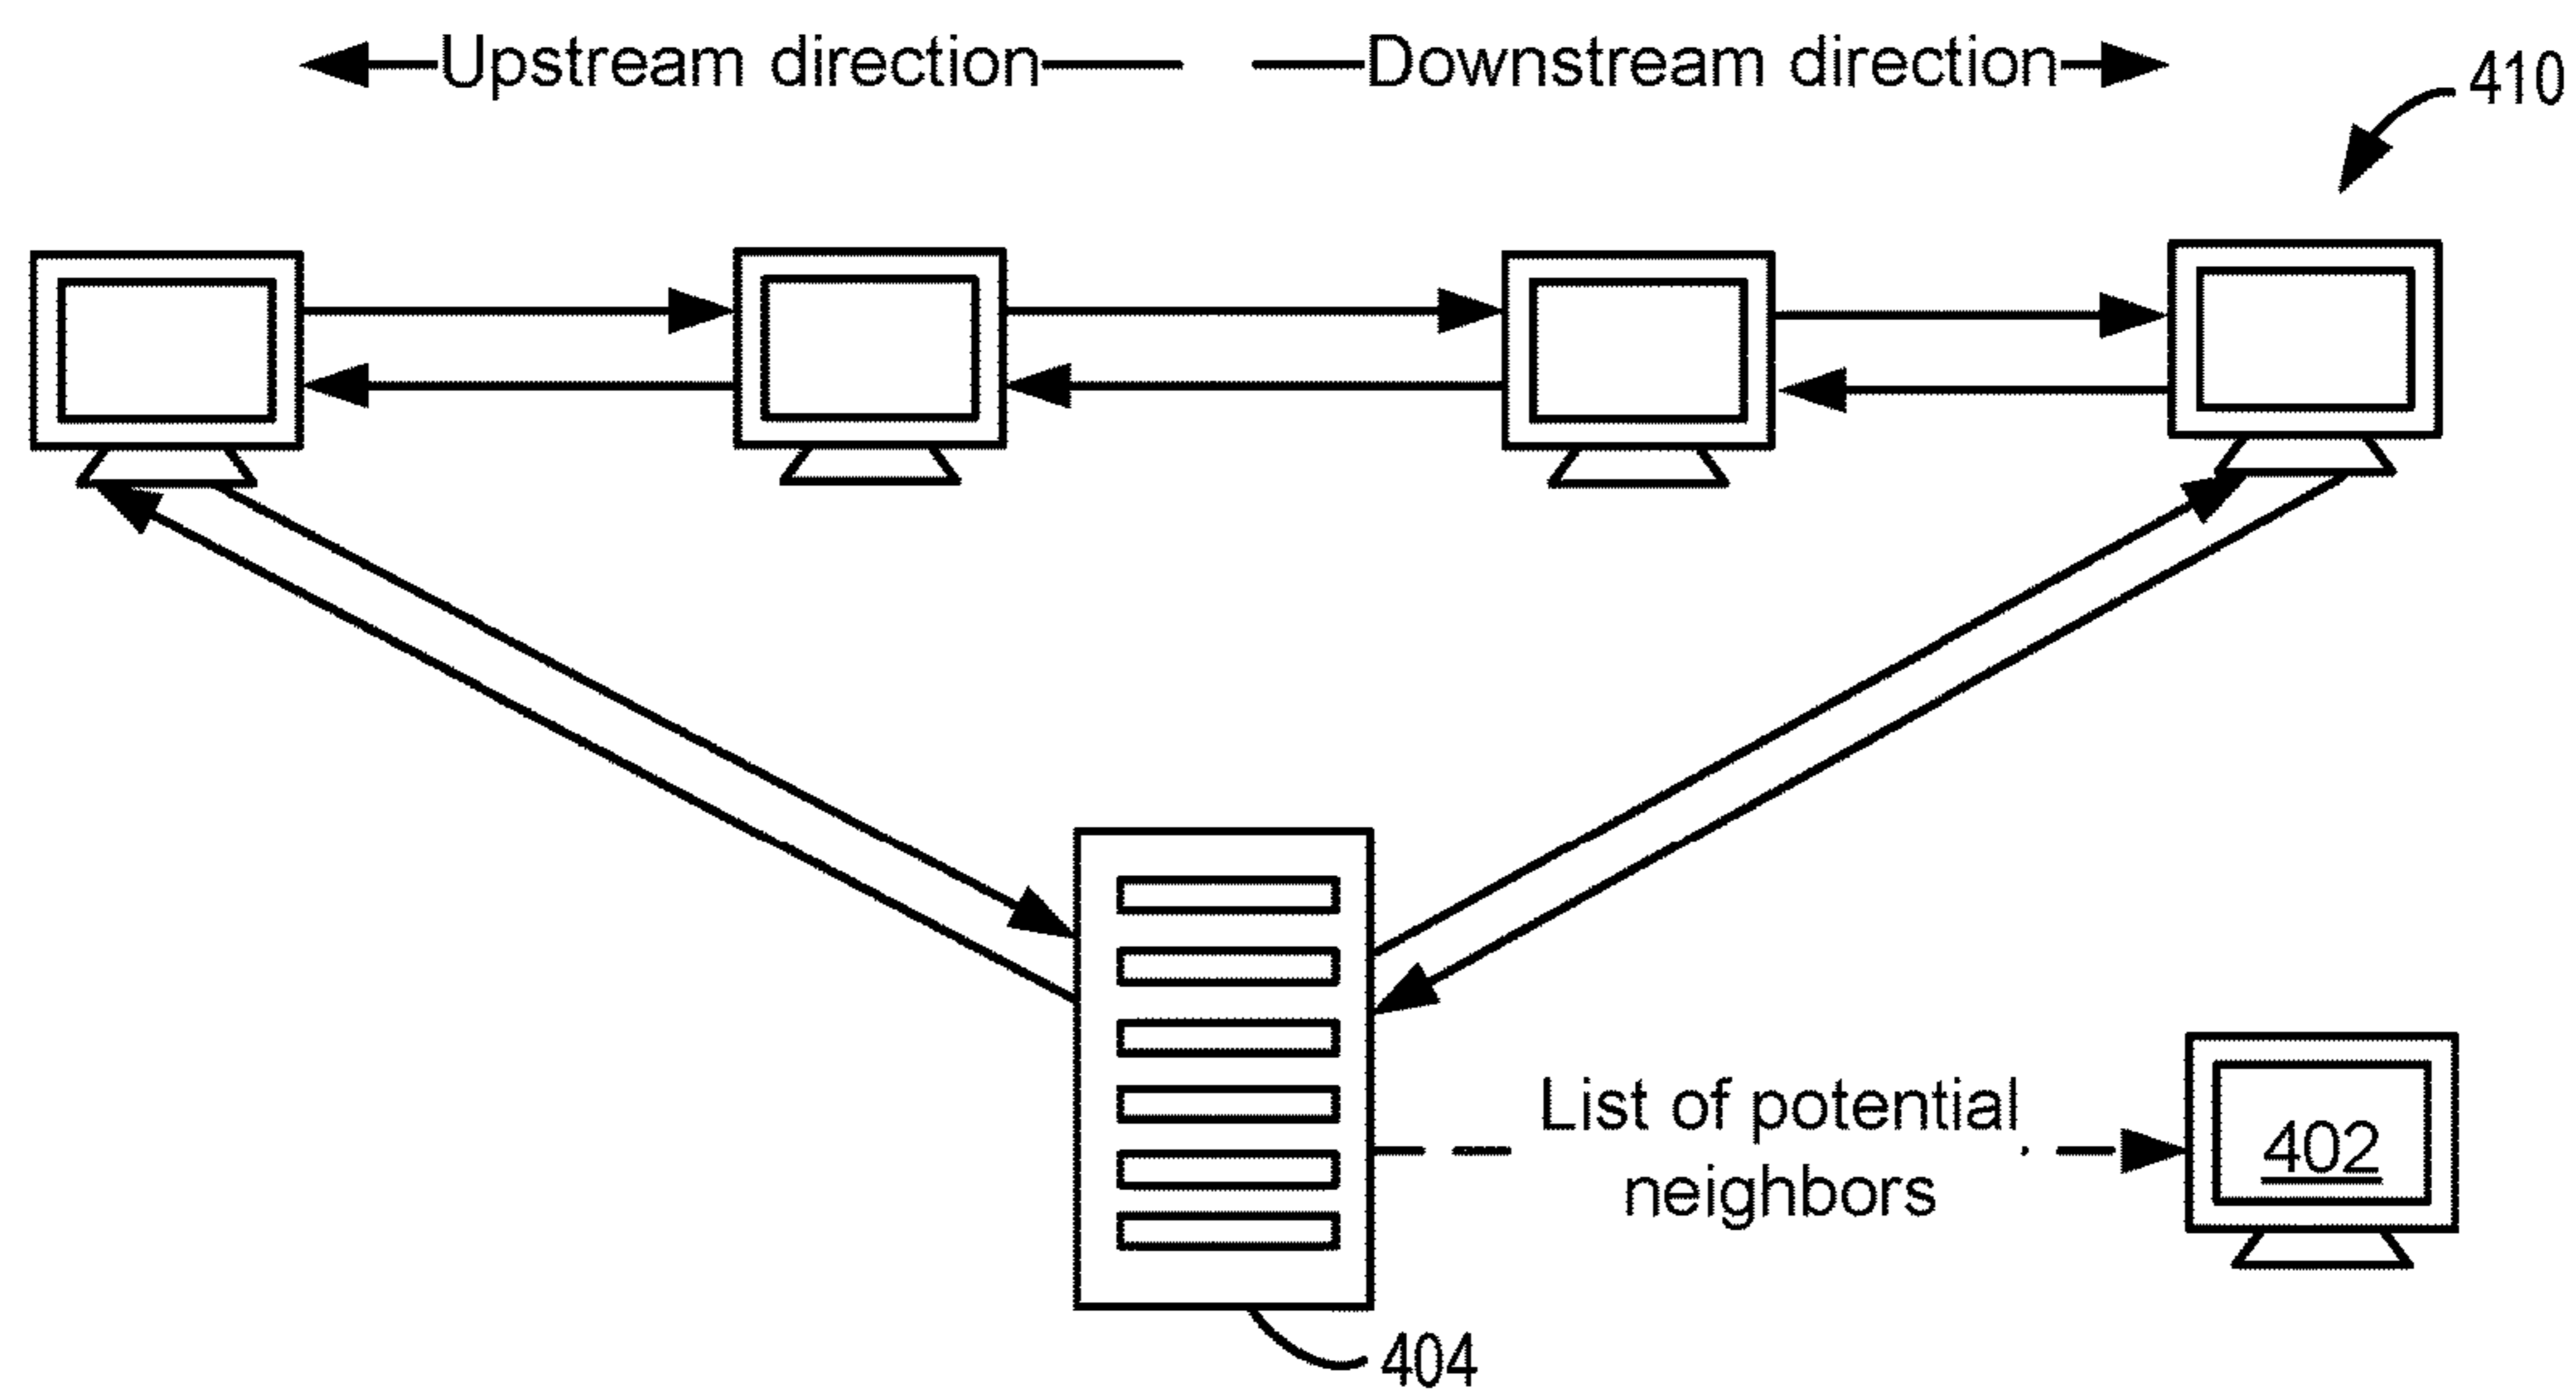 Upstream direction
Downstream direction
410
List of potential
neighbors
402
404